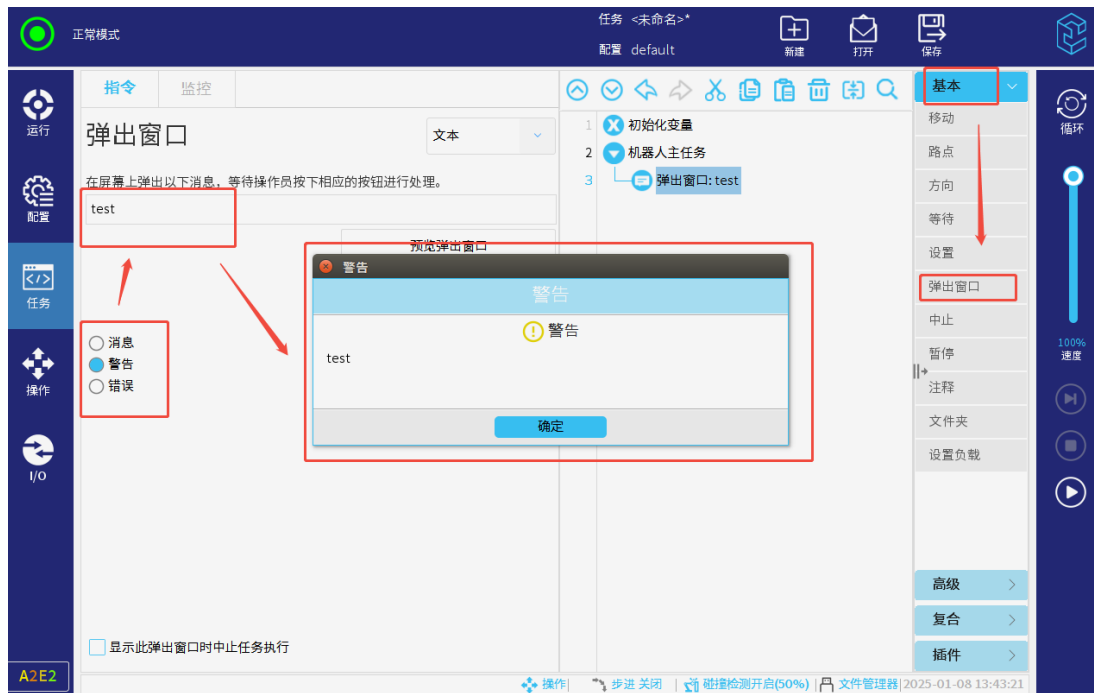 正常模式
任务 <未命名>*
配置 default
新建
打开
保存
运行
配置
任务
操作
I/O
A2E2
指令
监控
弹出窗口
文本
在屏幕上弹出以下消息，等待操作员按下相应的按钮进行处理。
test
预览弹出窗口
消息
警告
错误
显示此弹出窗口时中止任务执行
1 初始化变量
2 机器人主任务
3 弹出窗口: test
警告
警告
警告
test
确定
基本
移动
路点
方向
等待
设置
弹出窗口
中止
暂停
注释
文件夹
设置负载
高级
复合
插件
循环
100%
速度
操作 步进 关闭 碰撞检测开启(50%) 文件管理器 2025-01-08 13:43:21